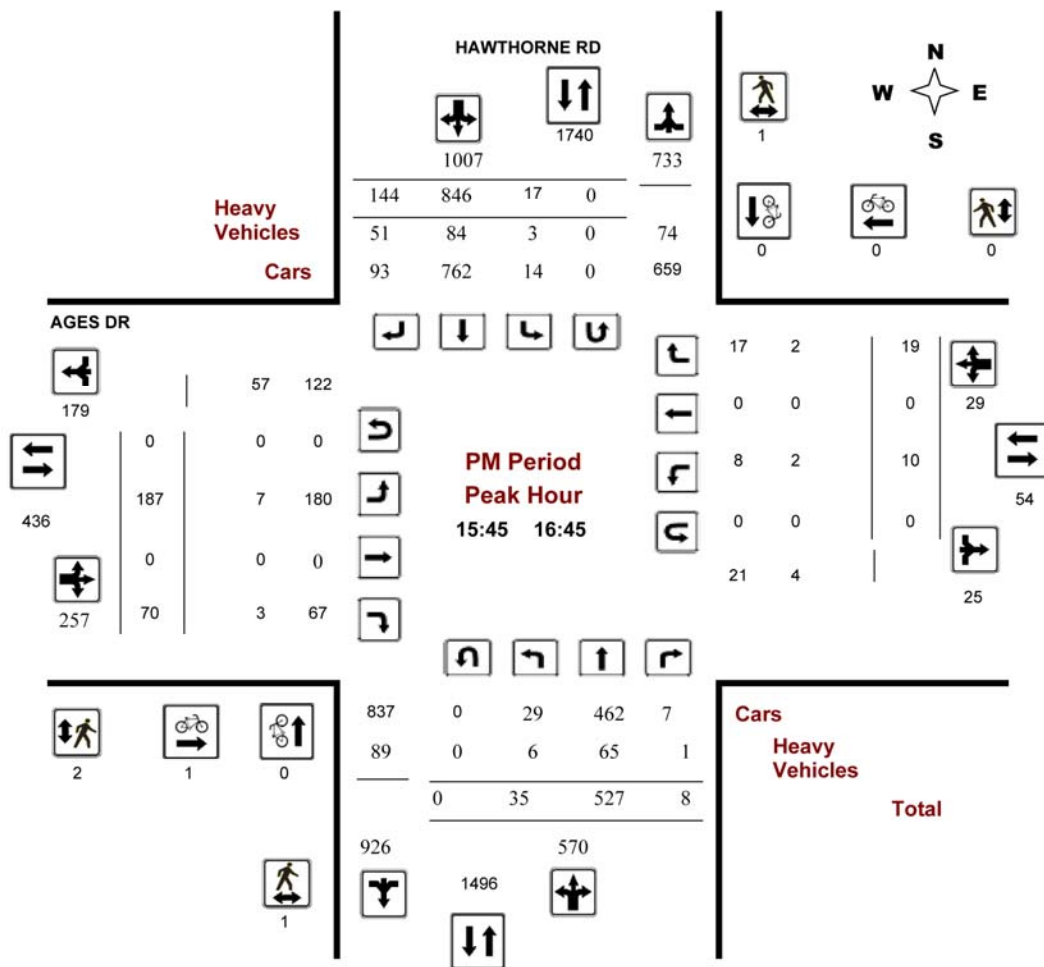 HAWTHORNE RD
N
W E
S
1740
1
1007 733
144 846 17 0
Heavy
Vehicles
51 84 3 0 74
0 0 0
Cars 93 762 14 0 659
AGES DR
17 2 19
57 122
179
0 0 0 29
0 0 0
436
187 7 180
PM Period
Peak Hour
15:45 16:45
8 2 10
54
0 0 0
0 0 0
257
70 3 67
21 4
25
837 0 29 462 7
Cars
89 0 6 65 1
Heavy
Vehicles
2 1 0
0 35 527 8
Total
926 570
1496
1